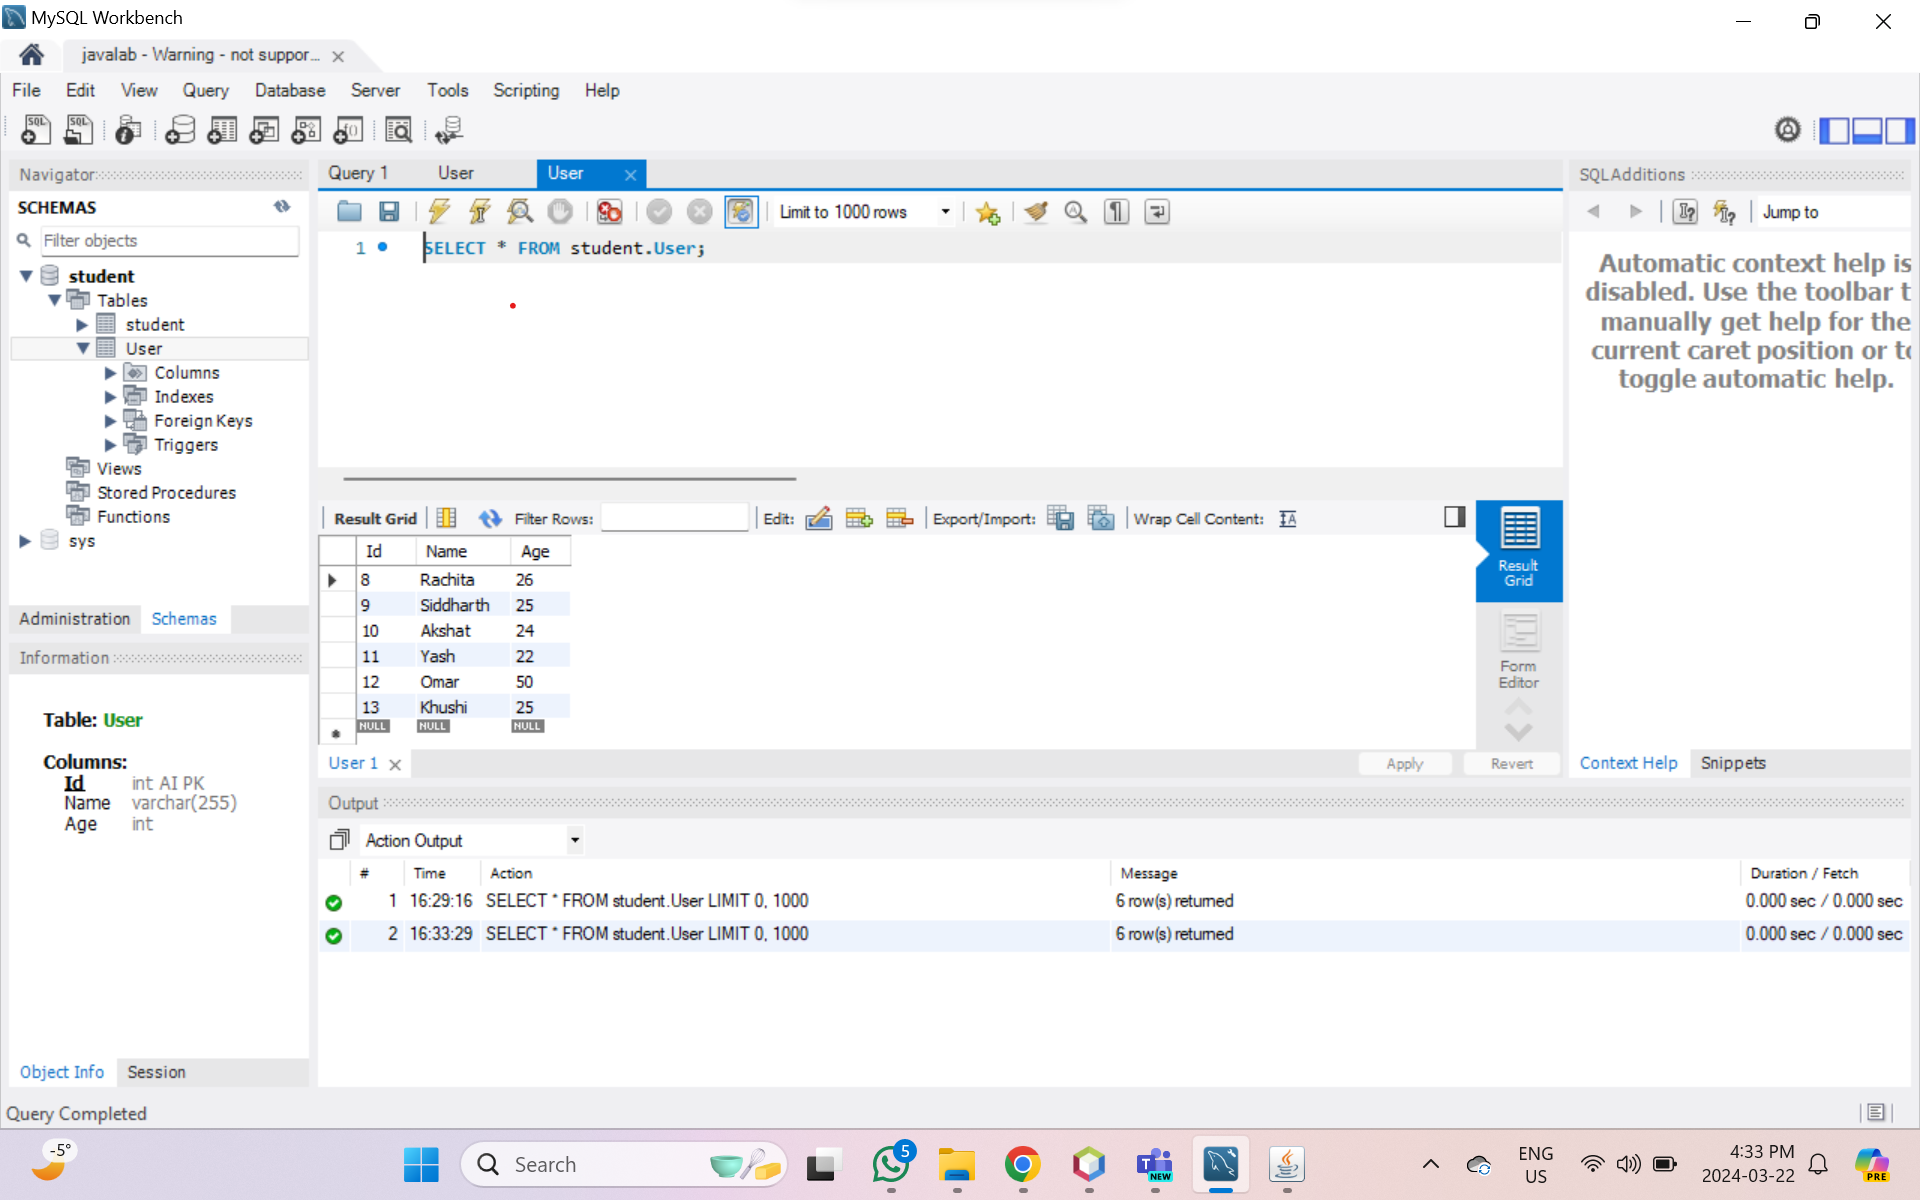 MySQL Workbench
javalab - Warning - not suppor...
File Edit View Query Database Server Tools Scripting Help
Navigator
SCHEMAS
Filter objects
student
Tables
student
User
Columns
Indexes
Foreign Keys
Triggers
Views
Stored Procedures
Functions
sys
Administration Schemas
Information
Table: User
Columns:
Id int AI PK
Name varchar(255)
Age int
Object Info Session
Query 1 User User
Limit to 1000 rows
1 SELECT * FROM student.User;
Result Grid Filter Rows: Edit: Export/Import: Wrap Cell Content:
Id Name Age
8 Rachita 26
9 Siddharth 25
10 Akshat 24
11 Yash 22
12 Omar 50
13 Khushi 25
NULL NULL NULL
Result
Grid
Form
Editor
User 1 Apply Revert
SQLAdditions
Jump to
Automatic context help is
disabled. Use the toolbar t
manually get help for the
current caret position or to
toggle automatic help.
Context Help Snippets
Output
Action Output
# Time Action Message Duration / Fetch
1 16:29:16 SELECT * FROM student.User LIMIT 0, 1000 6 row(s) returned 0.000 sec / 0.000 sec
2 16:33:29 SELECT * FROM student.User LIMIT 0, 1000 6 row(s) returned 0.000 sec / 0.000 sec
Query Completed
-5°
Search
5
NEW
ENG
US
4:33 PM
2024-03-22
PRE